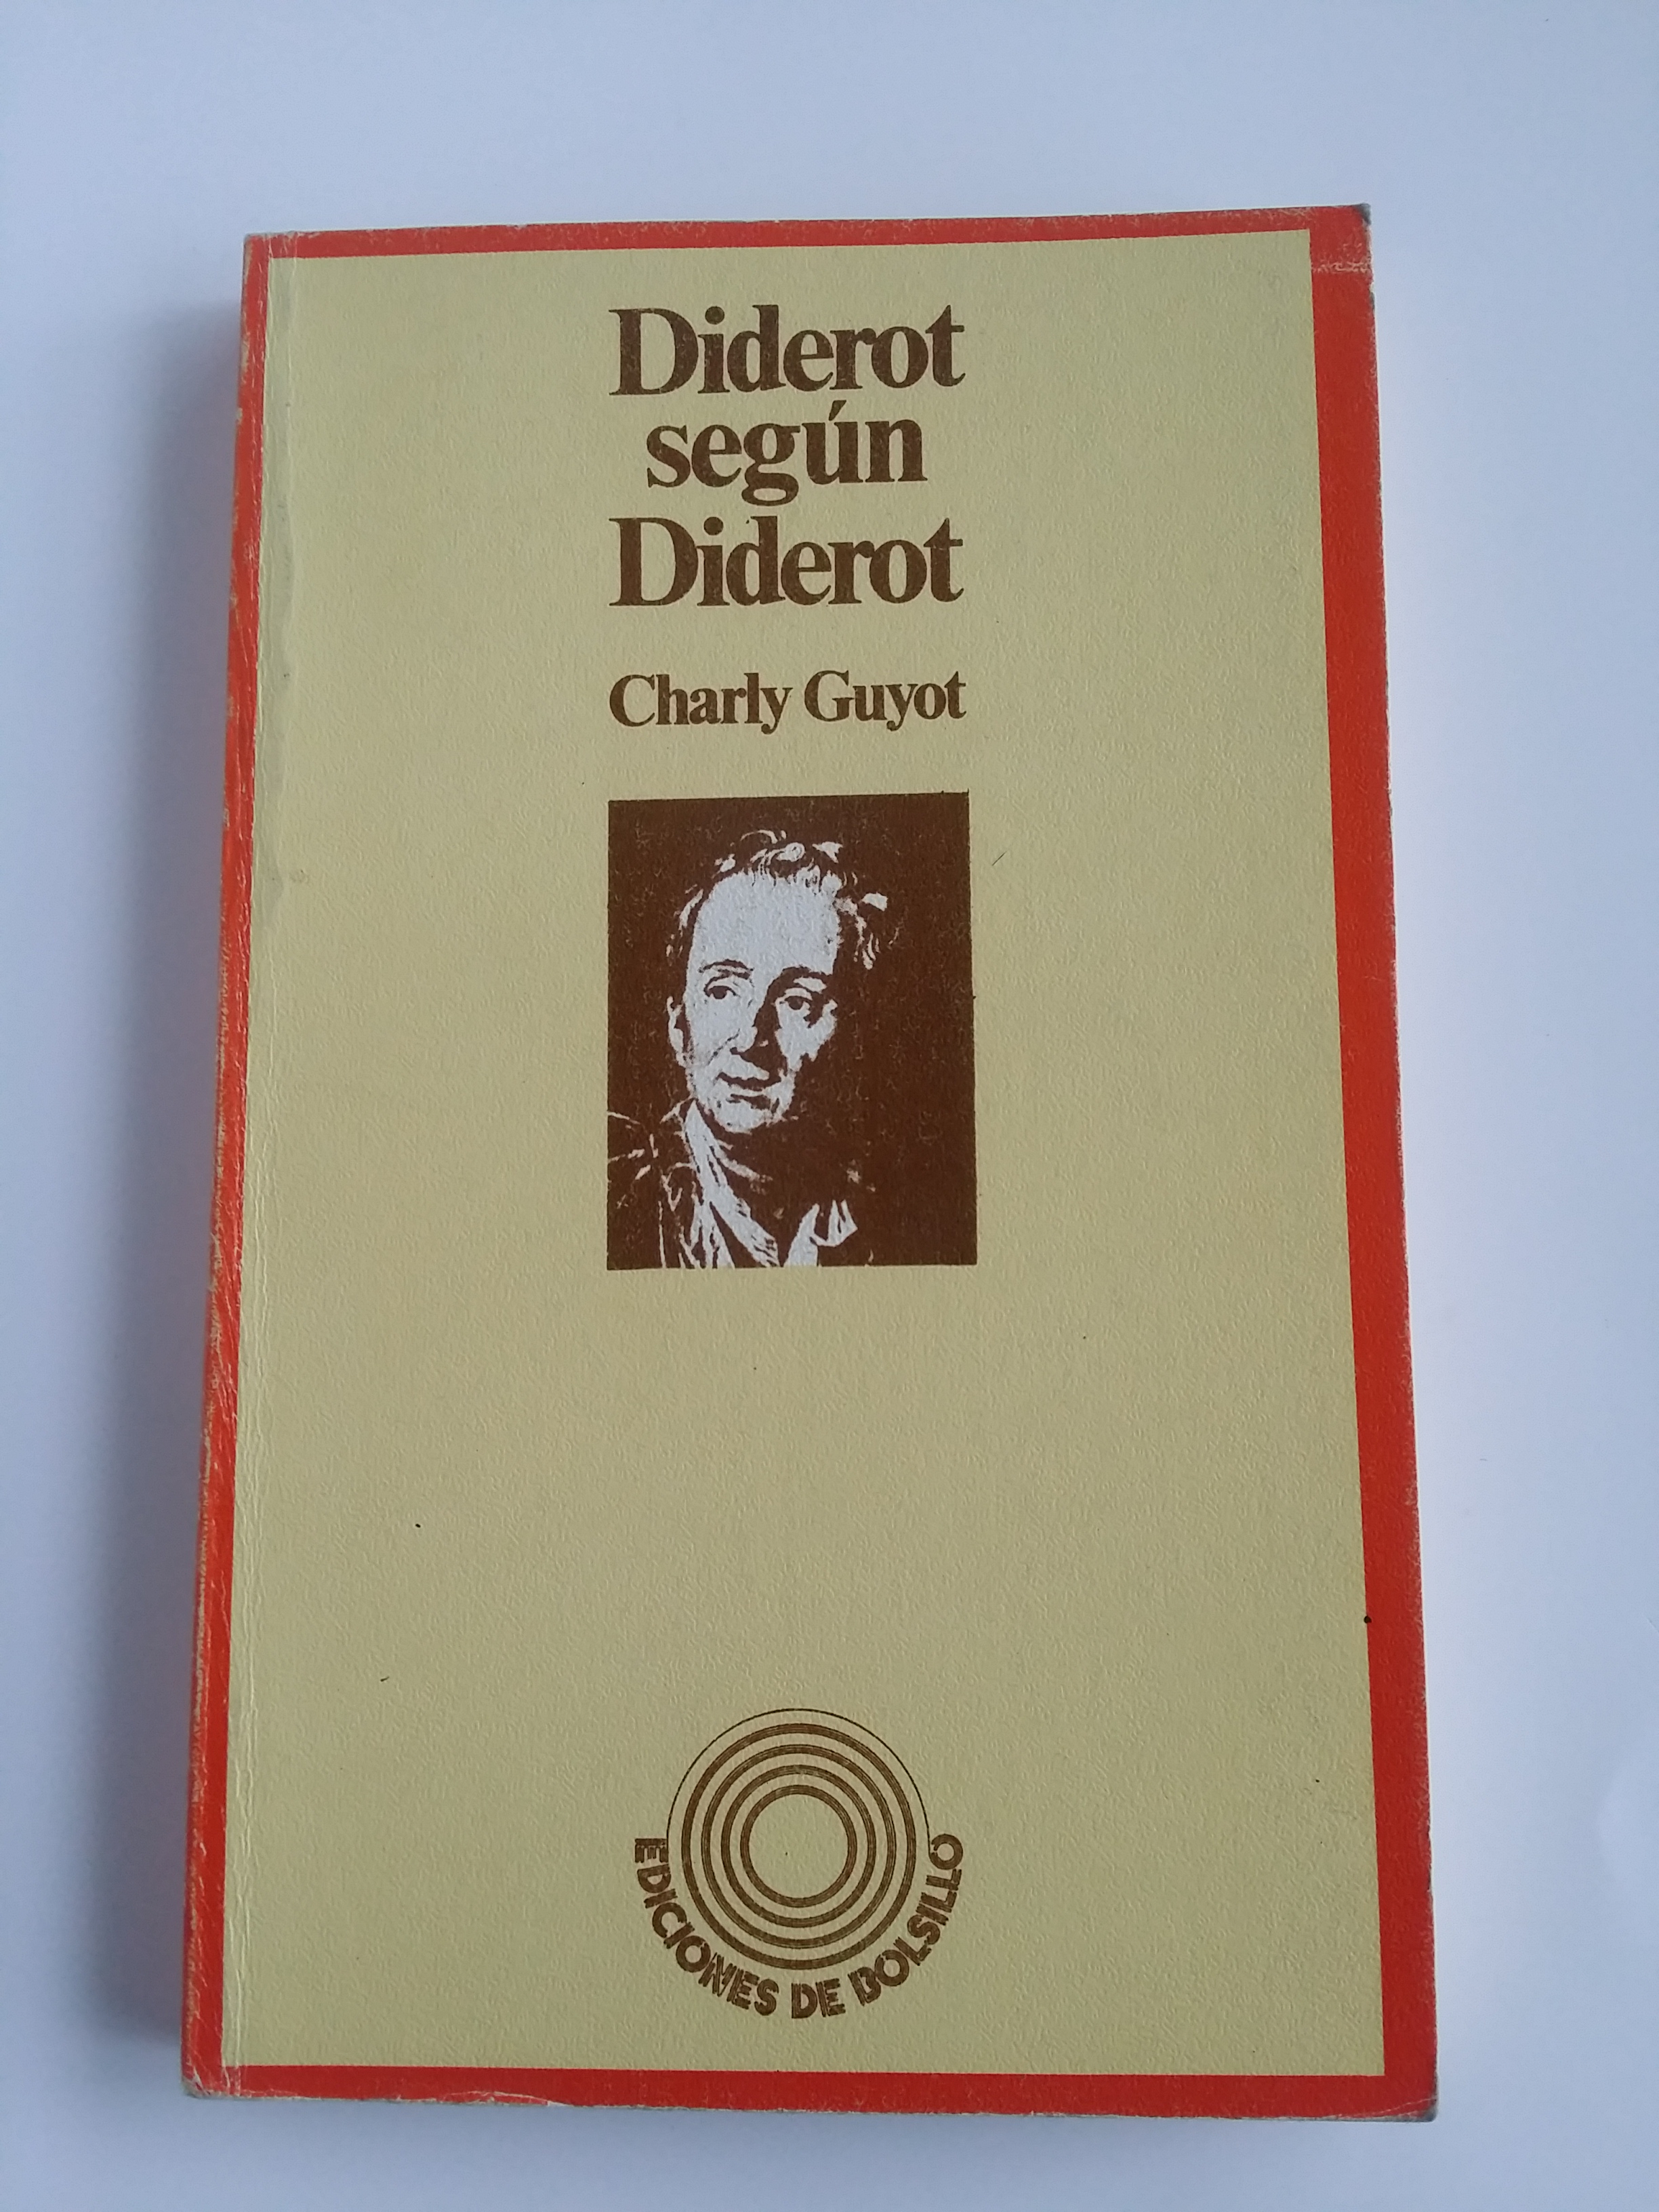 Diderot
según
Diderot
Charly Guyot
EDICIONES DE BOLSILLO